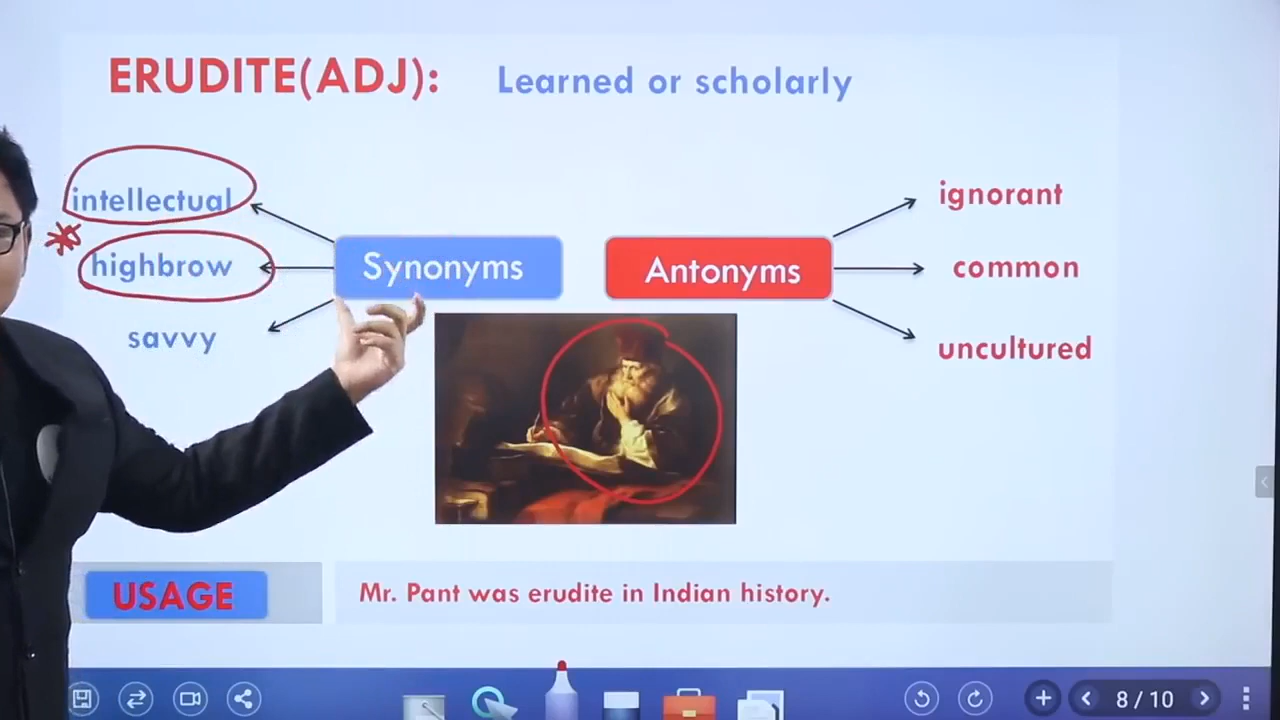 ERUDITE(ADJ): Learned or scholarly
intellectual
highbrow
savvy
Synonyms
Antonyms
ignorant
common
uncultured
USAGE
Mr. Pant was erudite in Indian history.
8 / 10